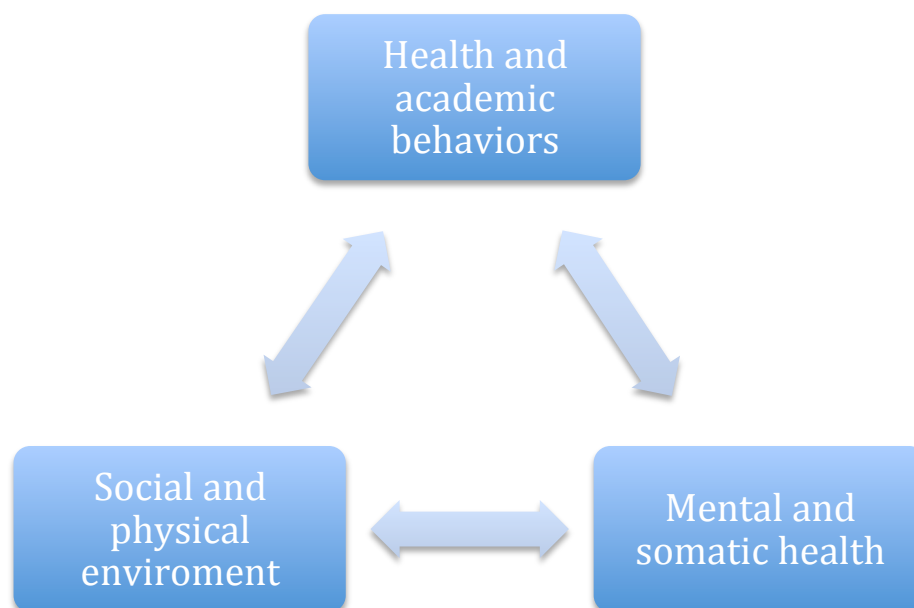 Health and
academic
behaviors
Social and
physical
enviroment
Mental and
somatic health